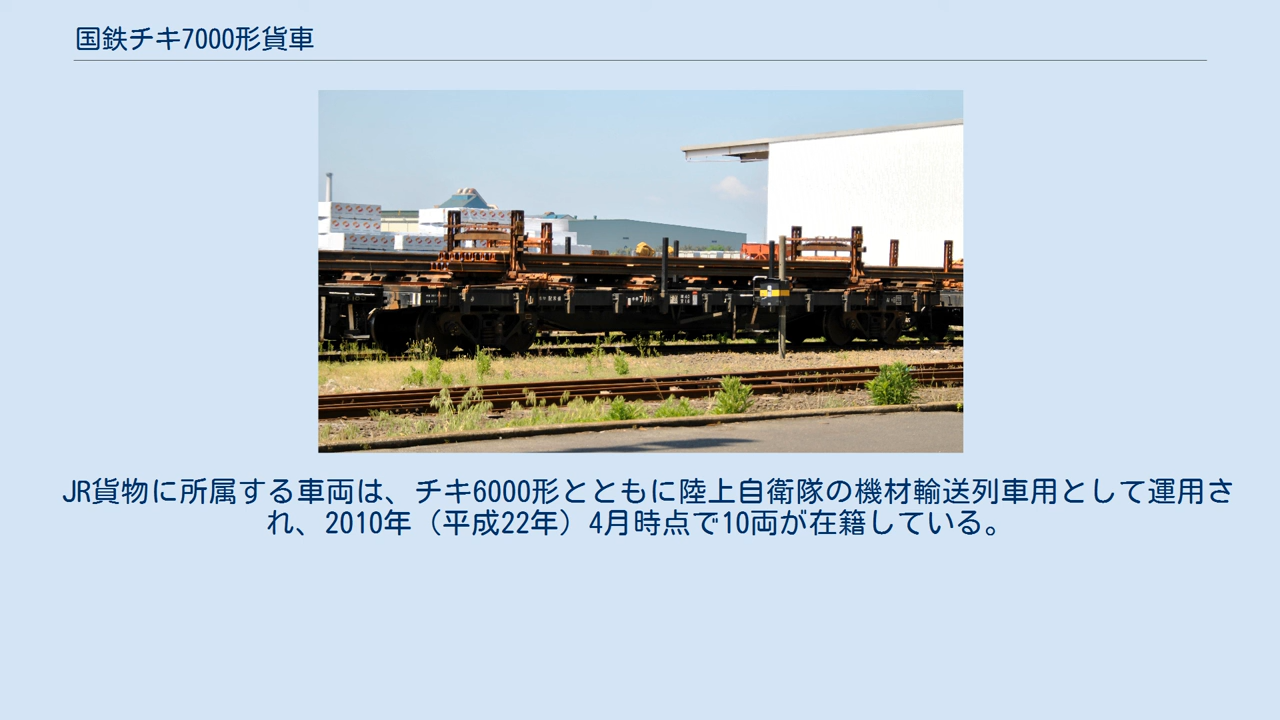 国鉄チキ7000形貨車
JR貨物に所属する車両は、チキ6000形とともに陸上自衛隊の機材輸送列車用として運用さ
れ、2010年（平成22年）4月時点で10両が在籍している。